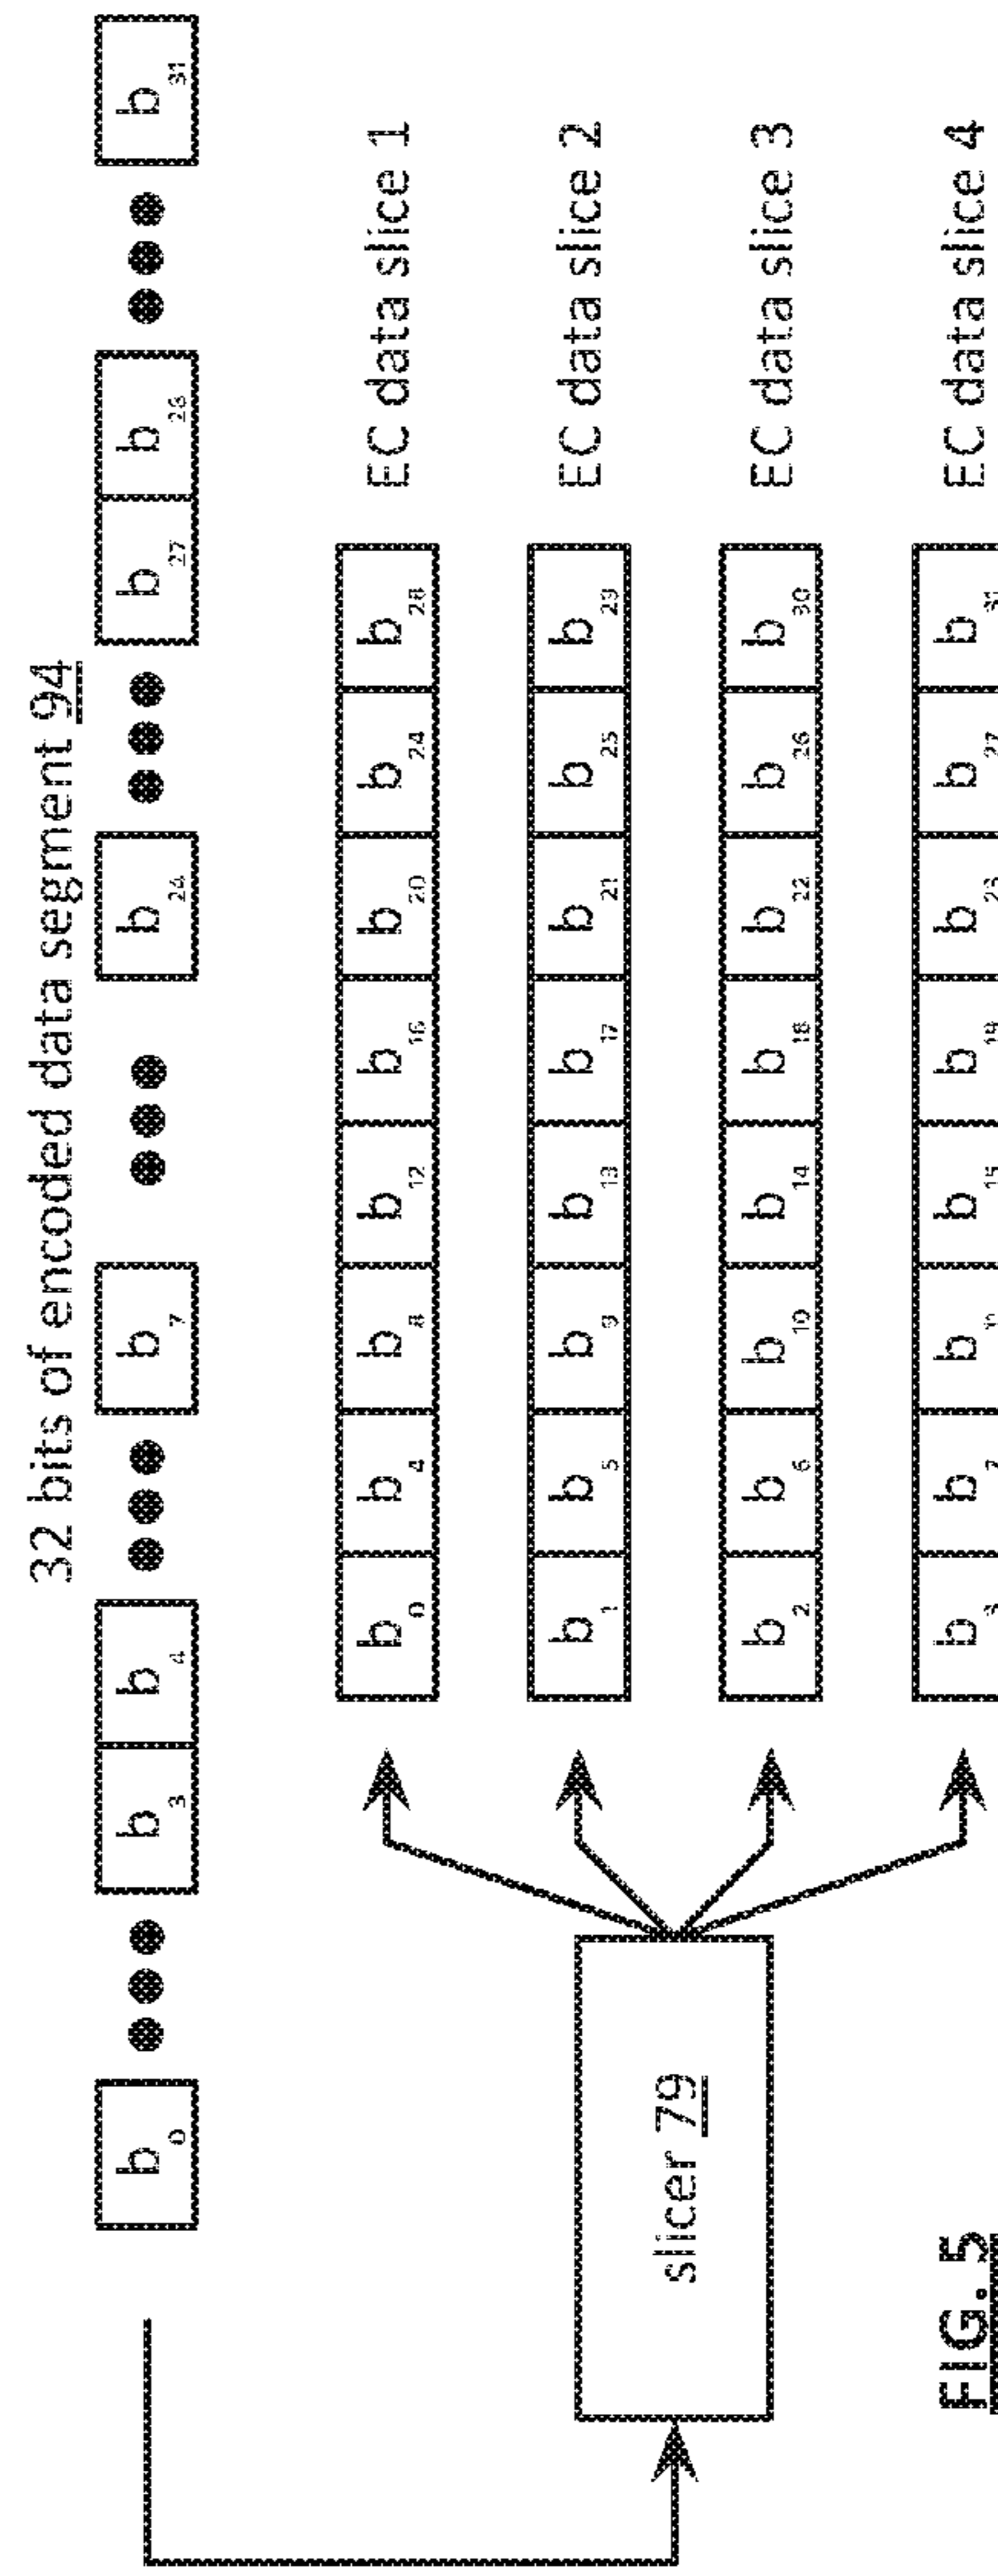 32 bits of encoded data segment 94
b0 b3 b4 b7 b24 b27 b28 b31
b0 b4 b8 b12 b16 b20 b24 b28 EC data slice 1
b1 b5 b9 b13 b17 b21 b25 b29 EC data slice 2
slicer 79
b2 b6 b10 b14 b18 b22 b26 b30 EC data slice 3
b3 b7 b15 b19 b23 b27 b31 EC data slice 4
FIG. 5